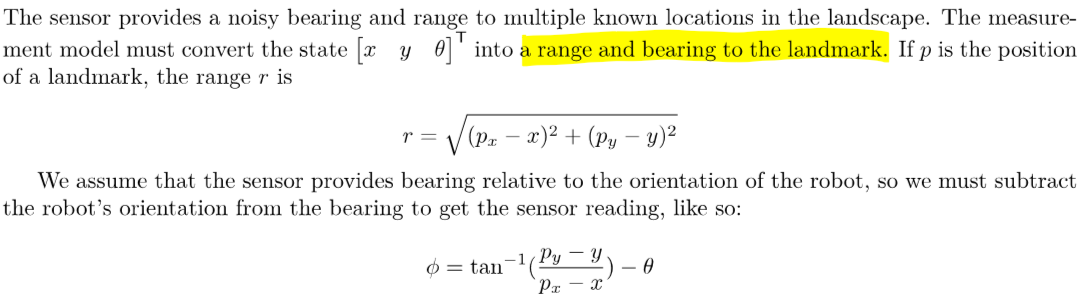 The sensor provides a noisy bearing and range to multiple known locations in the landscape. The measure-
ment model must convert the state [x y θ]ᵀ into a range and bearing to the landmark. If p is the position
of a landmark, the range r is
r = √((pₓ − x)² + (p_y − y)²)
We assume that the sensor provides bearing relative to the orientation of the robot, so we must subtract
the robot's orientation from the bearing to get the sensor reading, like so:
ϕ = tan⁻¹((p_y − y)/(pₓ − x)) − θ